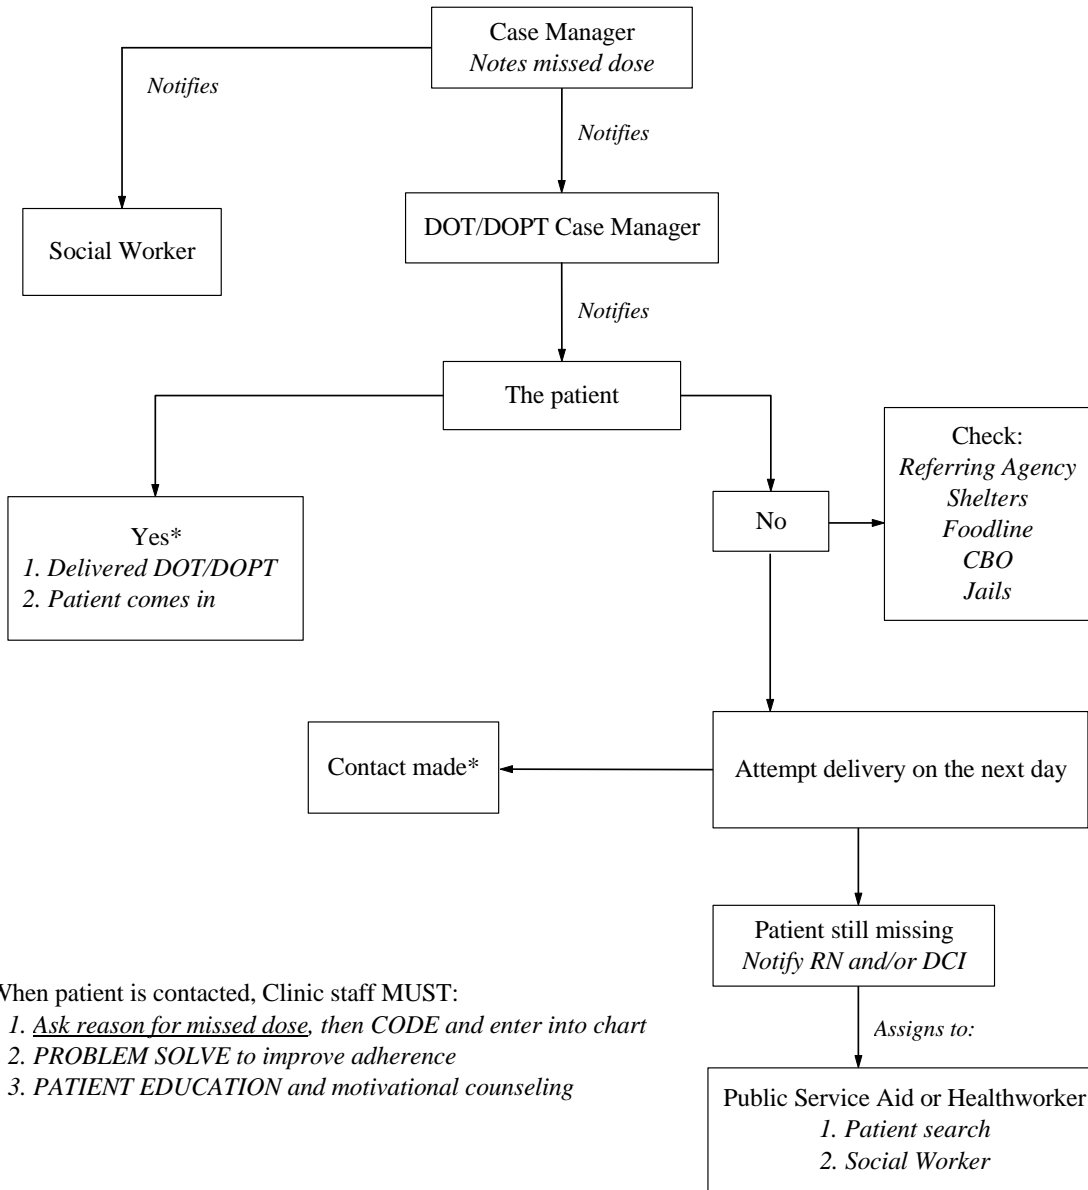 Case Manager
Notes missed dose
Notifies
Notifies
DOT/DOPT Case Manager
Social Worker
Notifies
The patient
Check:
Referring Agency
Shelters
Foodline
CBO
Jails
No
Yes*
1. Delivered DOT/DOPT
2. Patient comes in
Contact made*
Attempt delivery on the next day
Patient still missing
Notify RN and/or DCI
When patient is contacted, Clinic staff MUST:
1. Ask reason for missed dose, then CODE and enter into chart
2. PROBLEM SOLVE to improve adherence
3. PATIENT EDUCATION and motivational counseling
Assigns to:
Public Service Aid or Healthworker
1. Patient search
2. Social Worker